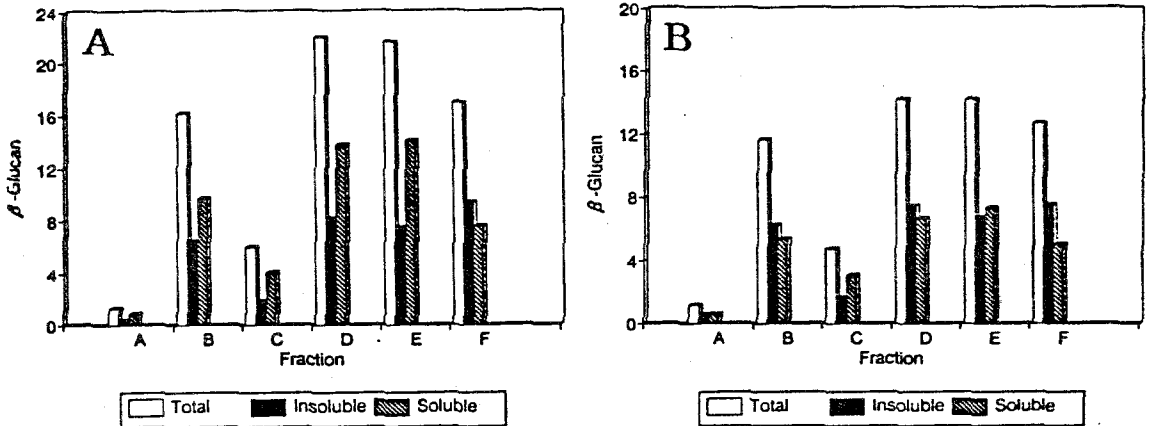 A
β-Glucan
24
20
16
12
8
4
0
A B C D E F
Fraction
Total Insoluble Soluble
B
β-Glucan
20
16
12
8
4
0
A B C D E F
Fraction
Total Insoluble Soluble